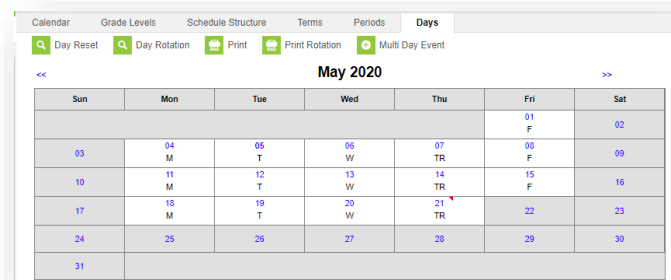 Calendar Grade Levels Schedule Structure Terms Periods Days
Day Reset Day Rotation Print Print Rotation Multi Day Event
<< May 2020 >>
Sun Mon Tue Wed Thu Fri Sat
01 02
F
03 04 05 06 07 08 09
M T W TR F
10 11 12 13 14 15 16
M T W TR F
17 18 19 20 21 22 23
M T W TR
24 25 26 27 28 29 30
31